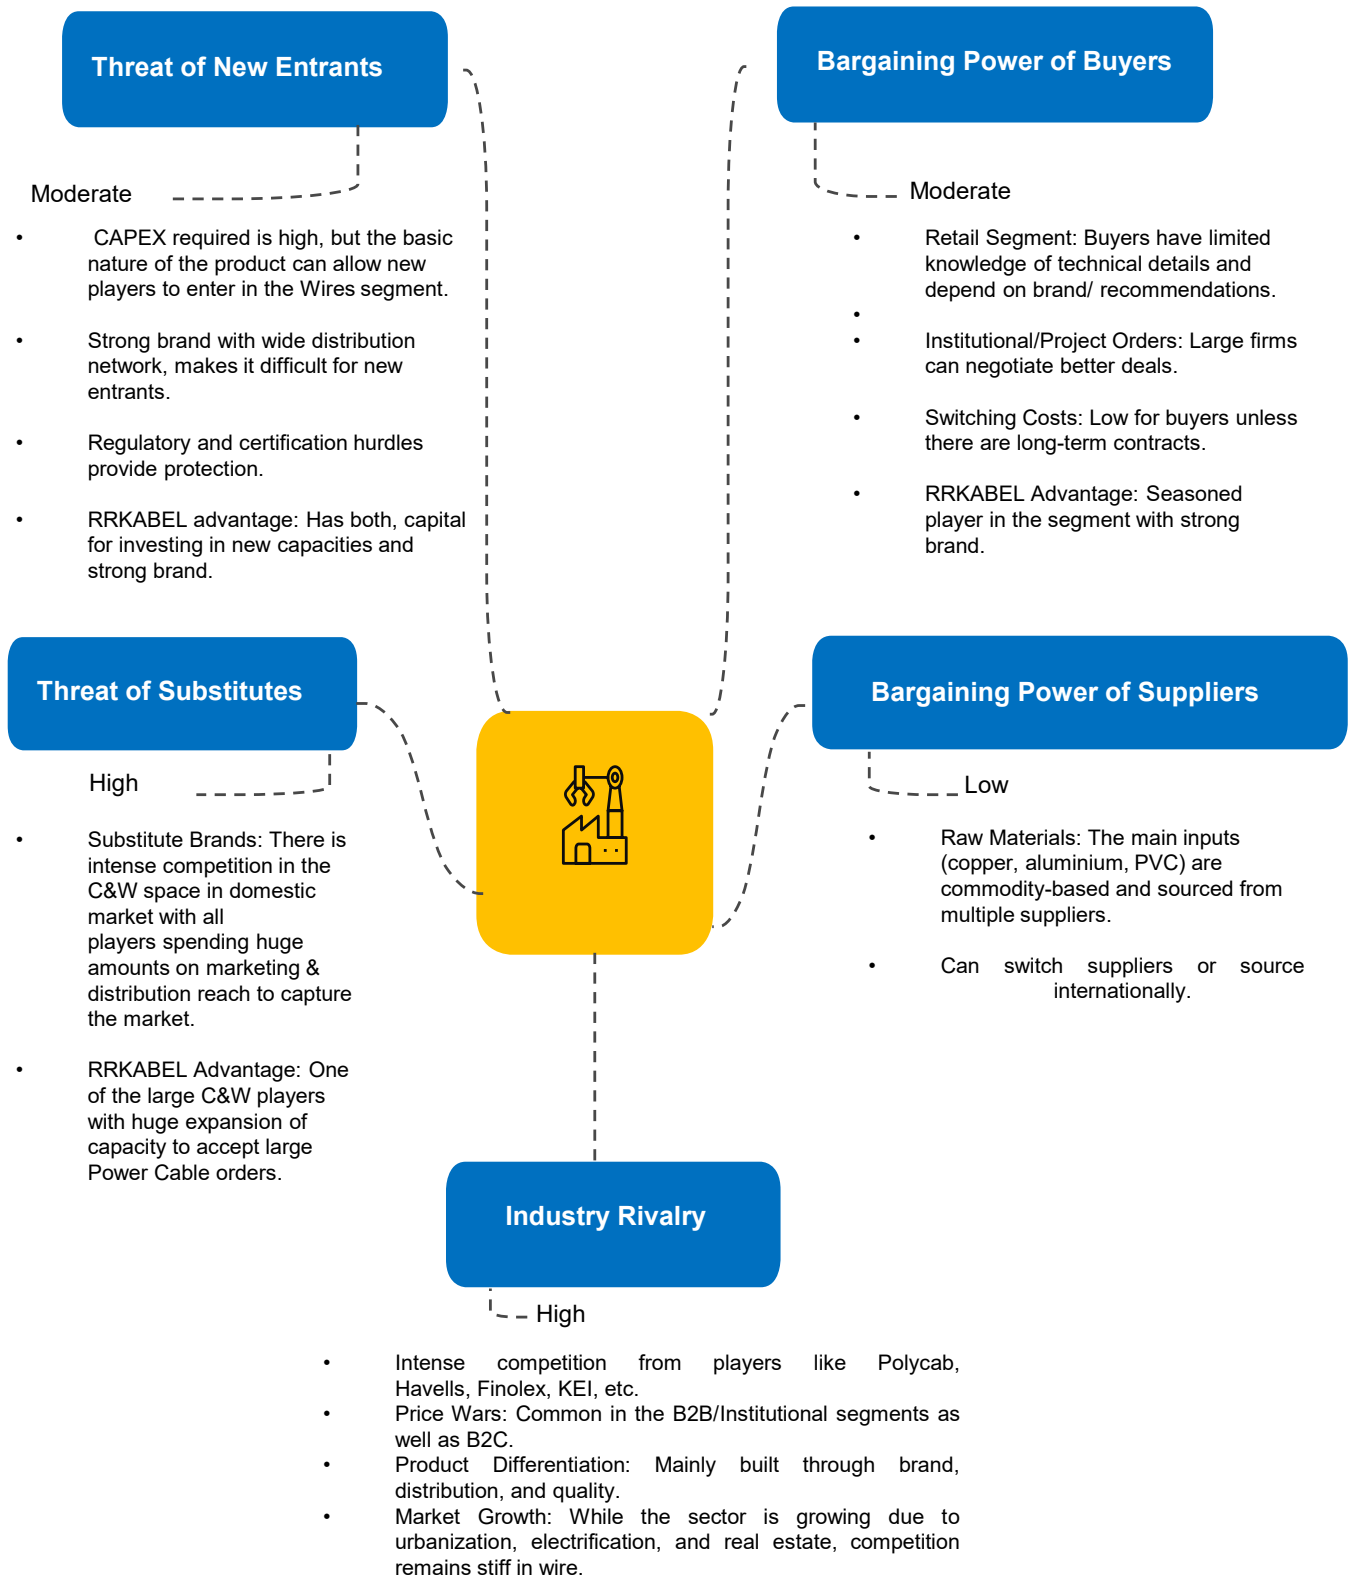 Threat of New Entrants
Moderate
• CAPEX required is high, but the basic
nature of the product can allow new
players to enter in the Wires segment.
• Strong brand with wide distribution
network, makes it difficult for new
entrants.
• Regulatory and certification hurdles
provide protection.
• RRKABEL advantage: Has both, capital
for investing in new capacities and
strong brand.
Bargaining Power of Buyers
Moderate
• Retail Segment: Buyers have limited
knowledge of technical details and
depend on brand/ recommendations.
•
• Institutional/Project Orders: Large firms
can negotiate better deals.
• Switching Costs: Low for buyers unless
there are long-term contracts.
• RRKABEL Advantage: Seasoned
player in the segment with strong
brand.
Threat of Substitutes
High
• Substitute Brands: There is
intense competition in the
C&W space in domestic
market with all
players spending huge
amounts on marketing &
distribution reach to capture
the market.
• RRKABEL Advantage: One
of the large C&W players
with huge expansion of
capacity to accept large
Power Cable orders.
Bargaining Power of Suppliers
Low
• Raw Materials: The main inputs
(copper, aluminium, PVC) are
commodity-based and sourced from
multiple suppliers.
• Can switch suppliers or source
internationally.
Industry Rivalry
High
• Intense competition from players like Polycab,
Havells, Finolex, KEI, etc.
• Price Wars: Common in the B2B/Institutional segments as
well as B2C.
• Product Differentiation: Mainly built through brand,
distribution, and quality.
• Market Growth: While the sector is growing due to
urbanization, electrification, and real estate, competition
remains stiff in wire.